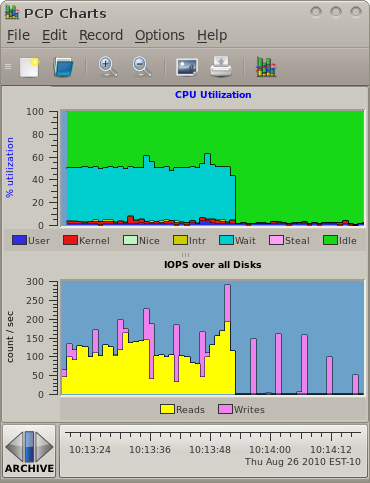 PCP Charts
File Edit Record Options Help
CPU Utilization
% utilization
100
80
60
40
20
0
User Kernel Nice Intr Wait Steal Idle
IOPS over all Disks
count / sec
300
250
200
150
100
50
0
Reads Writes
ARCHIVE
10:13:24 10:13:36 10:13:48 10:14:00 10:14:12
Thu Aug 26 2010 EST-10